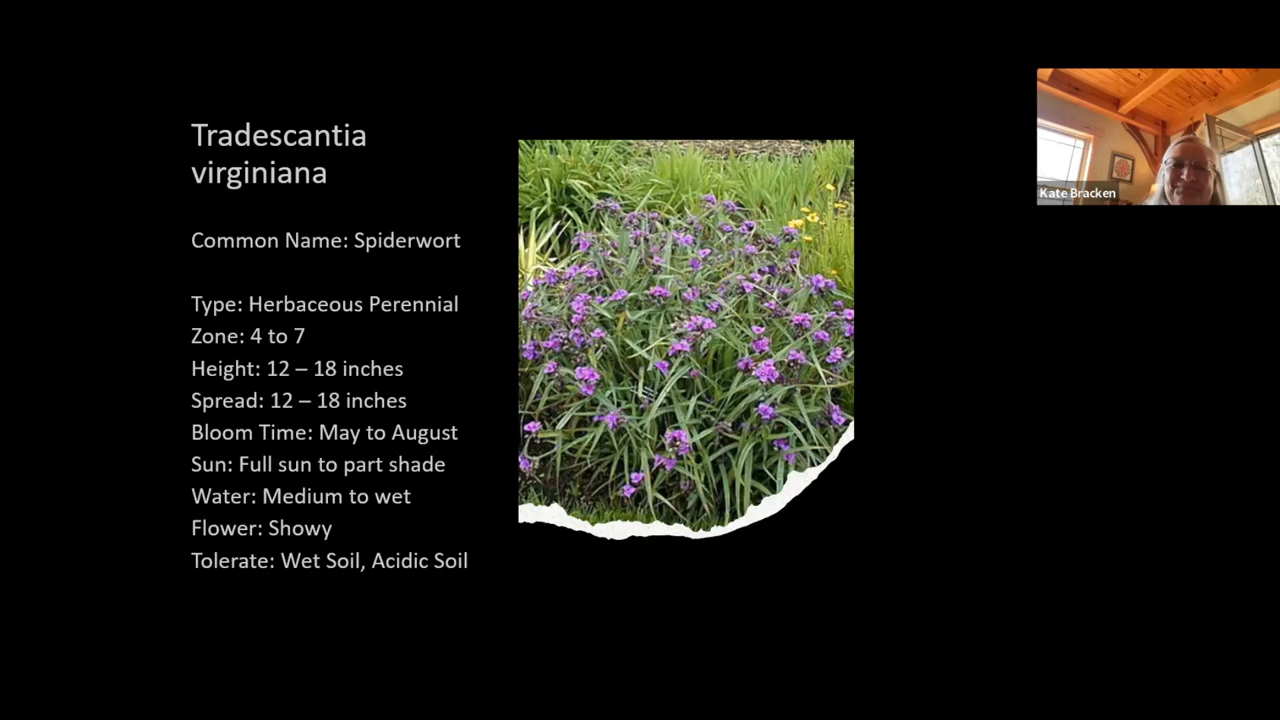 Tradescantia
virginiana
Common Name: Spiderwort
Type: Herbaceous Perennial
Zone: 4 to 7
Height: 12 – 18 inches
Spread: 12 – 18 inches
Bloom Time: May to August
Sun: Full sun to part shade
Water: Medium to wet
Flower: Showy
Tolerate: Wet Soil, Acidic Soil
Kate Bracken